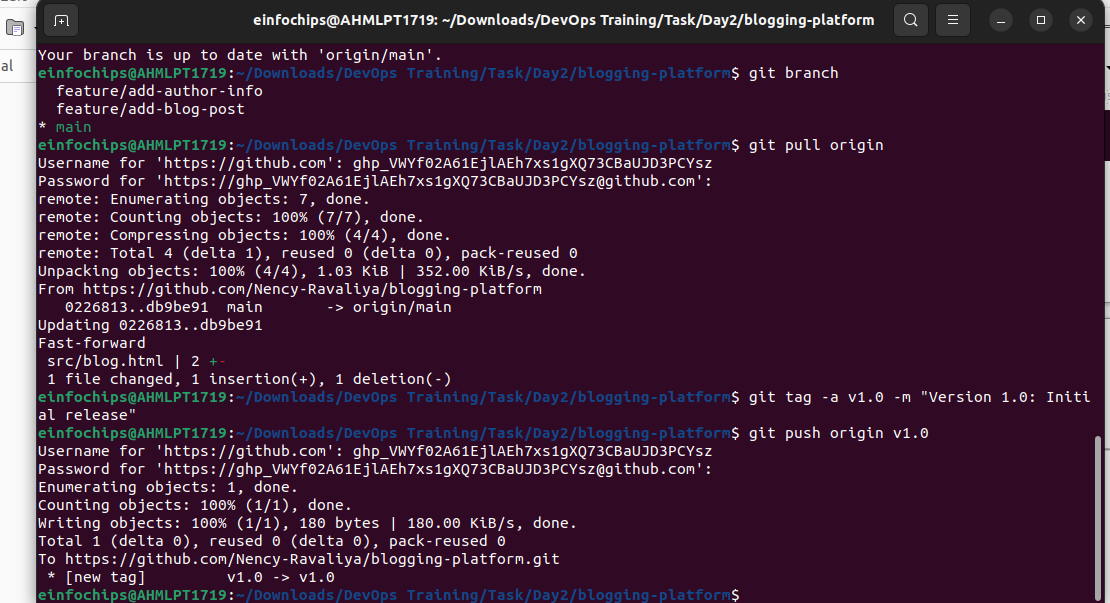 einfochips@AHMLPT1719: ~/Downloads/DevOps Training/Task/Day2/blogging-platform
al
Your branch is up to date with 'origin/main'.
einfochips@AHMLPT1719:~/Downloads/DevOps Training/Task/Day2/blogging-platform$ git branch
  feature/add-author-info
  feature/add-blog-post
* main
einfochips@AHMLPT1719:~/Downloads/DevOps Training/Task/Day2/blogging-platform$ git pull origin
Username for 'https://github.com': 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
Password for 'https://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@github.com':
remote: Enumerating objects: 7, done.
remote: Counting objects: 100% (7/7), done.
remote: Compressing objects: 100% (4/4), done.
remote: Total 4 (delta 1), reused 0 (delta 0), pack-reused 0
Unpacking objects: 100% (4/4), 1.03 KiB | 352.00 KiB/s, done.
From https://github.com/Nency-Ravaliya/blogging-platform
   0226813..db9be91  main       -> origin/main
Updating 0226813..db9be91
Fast-forward
 src/blog.html | 2 +-
 1 file changed, 1 insertion(+), 1 deletion(-)
einfochips@AHMLPT1719:~/Downloads/DevOps Training/Task/Day2/blogging-platform$ git tag -a v1.0 -m "Version 1.0: Initi
al release"
einfochips@AHMLPT1719:~/Downloads/DevOps Training/Task/Day2/blogging-platform$ git push origin v1.0
Username for 'https://github.com': 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
Password for 'https://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@github.com':
Enumerating objects: 1, done.
Counting objects: 100% (1/1), done.
Writing objects: 100% (1/1), 180 bytes | 180.00 KiB/s, done.
Total 1 (delta 0), reused 0 (delta 0), pack-reused 0
To https://github.com/Nency-Ravaliya/blogging-platform.git
 * [new tag]         v1.0 -> v1.0
einfochips@AHMLPT1719:~/Downloads/DevOps Training/Task/Day2/blogging-platform$